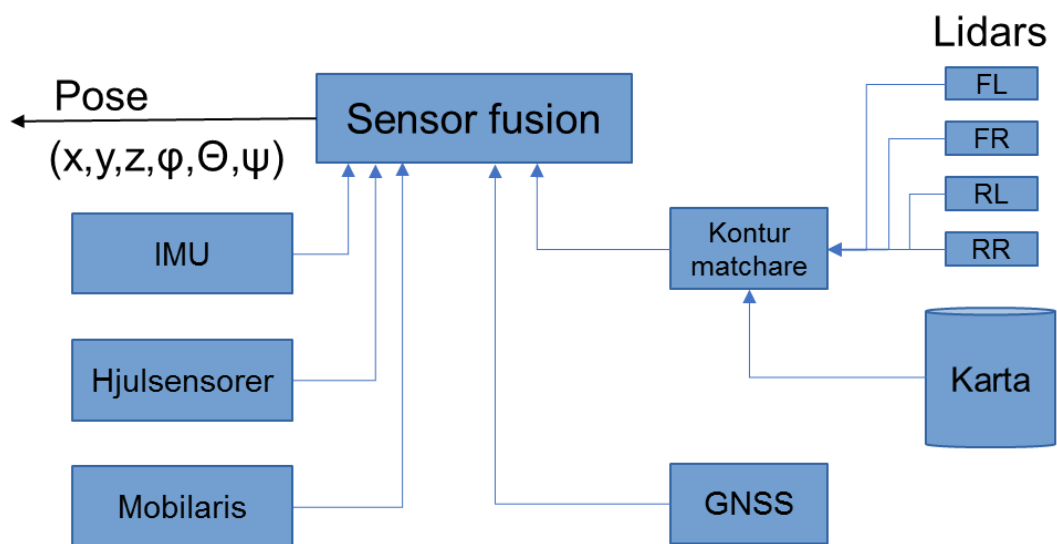 Lidars
FL
Pose
Sensor fusion
FR
(x,y,z,φ,Θ,ψ)
RL
IMU
Kontur
matchare
RR
Hjulsensorer
Karta
Mobilaris
GNSS